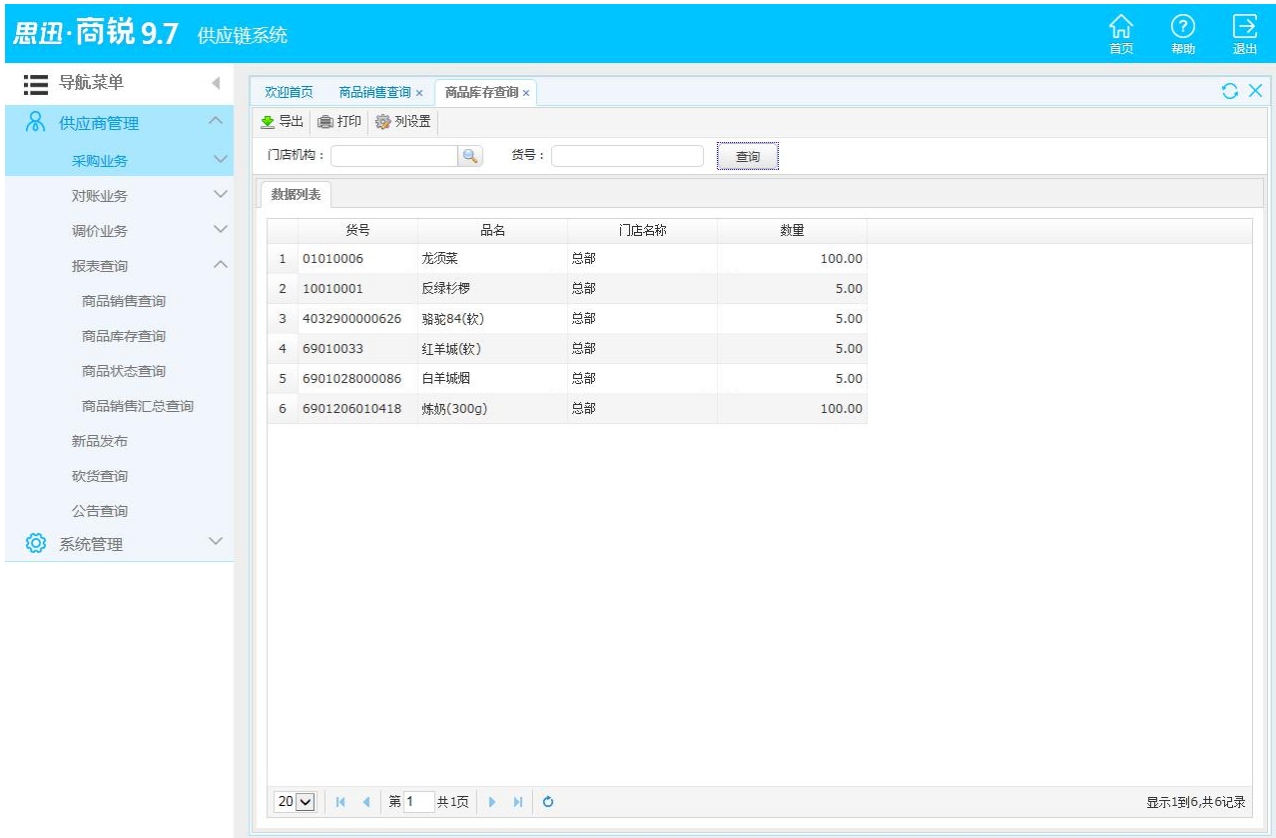 思迅·商锐 9.7 供应链系统
首页 帮助 退出
导航菜单
供应商管理
采购业务
对账业务
调价业务
报表查询
商品销售查询
商品库存查询
商品状态查询
商品销售汇总查询
新品发布
砍货查询
公告查询
系统管理
欢迎首页 商品销售查询 × 商品库存查询 ×
导出 打印 列设置
门店机构： 货号： 查询
数据列表
货号 品名 门店名称 数量
1 01010006 龙须菜 总部 100.00
2 10010001 反绿杉椤 总部 5.00
3 4032900000626 骆驼84(软) 总部 5.00
4 69010033 红羊城(软) 总部 5.00
5 6901028000086 白羊城烟 总部 5.00
6 6901206010418 炼奶(300g) 总部 100.00
20 第 1 共1页 显示1到6,共6记录